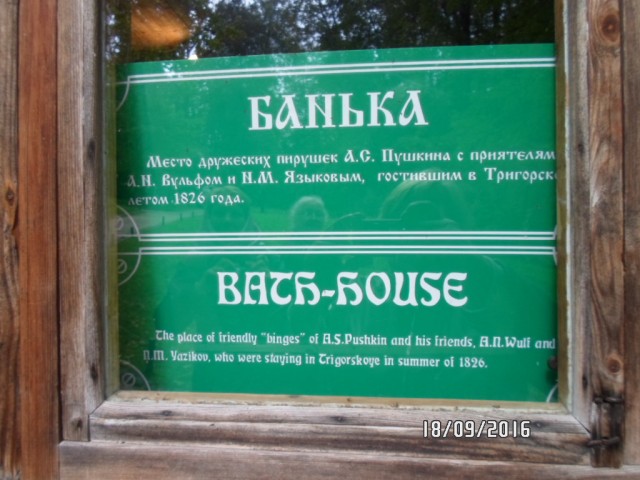 БАНЬКА
Место дружеских пирушек А.С. Пушкина с приятелям
А.Н. Вульфом и Н.М. Языковым, гостившим в Тригорск
летом 1826 года.
BATH-HOUSE
The place of friendly "binges" of A.S.Pushkin and his friends, A.N.Wulf and
N.M. Yazikov, who were staying in Trigorskoye in summer of 1826.
18/09/2016